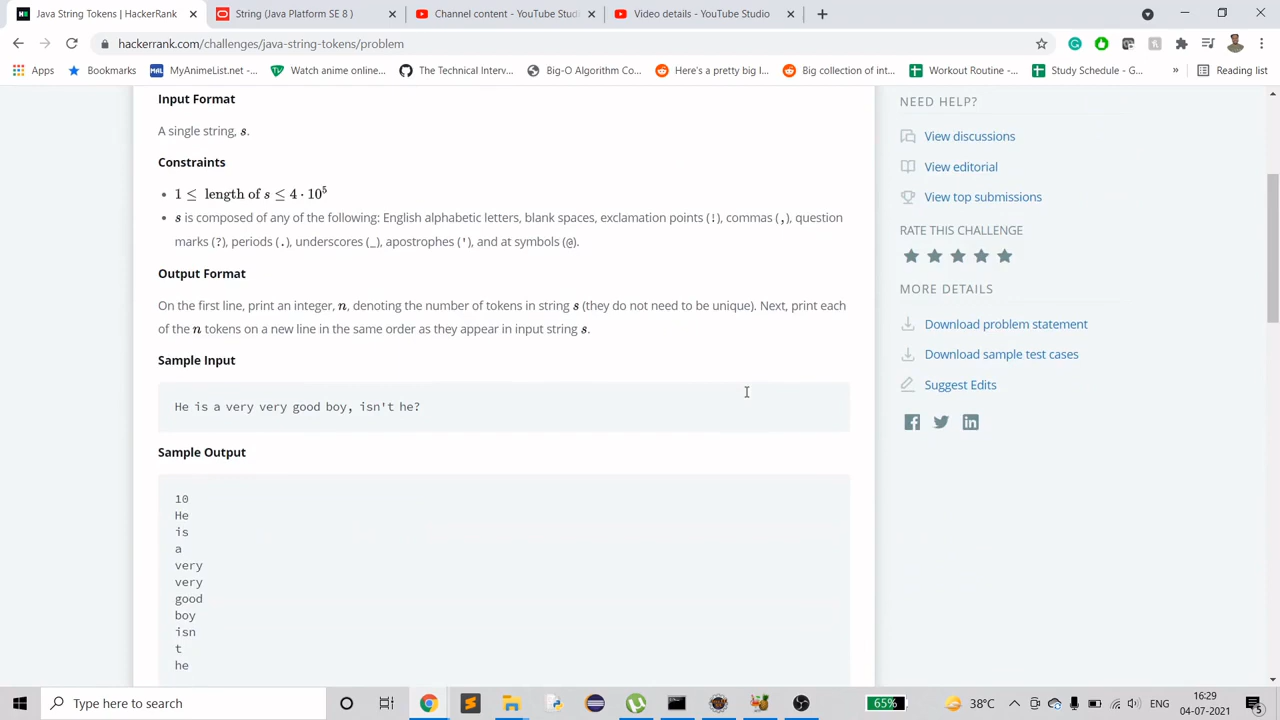 Java String Tokens | HackerRank
String (Java Platform SE 8 )
Channel content - YouTube Studi
Video details - YouTube Studio
hackerrank.com/challenges/java-string-tokens/problem
Apps
Bookmarks
MyAnimeList.net -...
Watch anime online...
The Technical Interv...
Big-O Algorithm Co...
Here's a pretty big l...
Big collection of int...
Workout Routine -...
Study Schedule - G...
»
Reading list
Input Format
A single string, s.
Constraints
• 1 ≤ length of s ≤ 4 · 10⁵
• s is composed of any of the following: English alphabetic letters, blank spaces, exclamation points (!), commas (,), question
marks (?), periods (.), underscores (_), apostrophes ('), and at symbols (@).
Output Format
On the first line, print an integer, n, denoting the number of tokens in string s (they do not need to be unique). Next, print each
of the n tokens on a new line in the same order as they appear in input string s.
Sample Input
He is a very very good boy, isn't he?
Sample Output
10
He
is
a
very
very
good
boy
isn
t
he
NEED HELP?
View discussions
View editorial
View top submissions
RATE THIS CHALLENGE
MORE DETAILS
Download problem statement
Download sample test cases
Suggest Edits
Type here to search
65%
38°C
ENG
16:29
04-07-2021
5